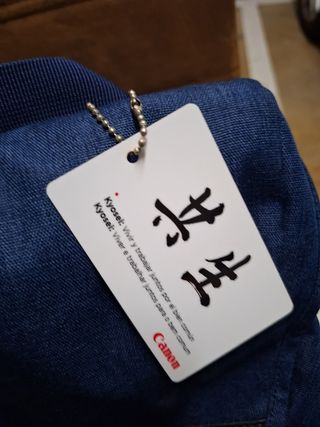 共生
Kyosei: Vivir y trabajar juntos por el bien común
Kyosei: Viver e trabalhar juntos para o bem comum
Canon